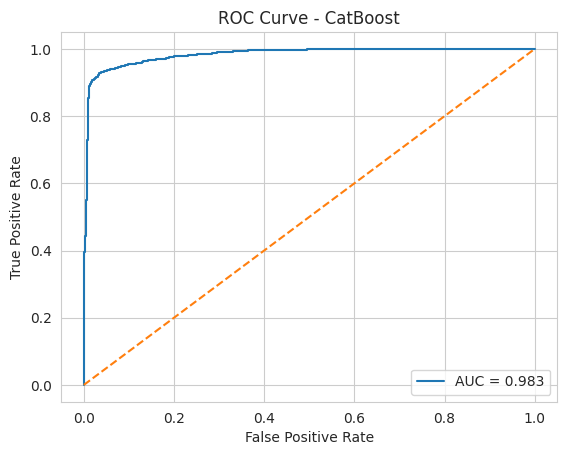 ROC Curve - CatBoost
1.0
0.8
0.6
0.4
0.2
0.0
True Positive Rate
AUC = 0.983
0.0 0.2 0.4 0.6 0.8 1.0
False Positive Rate